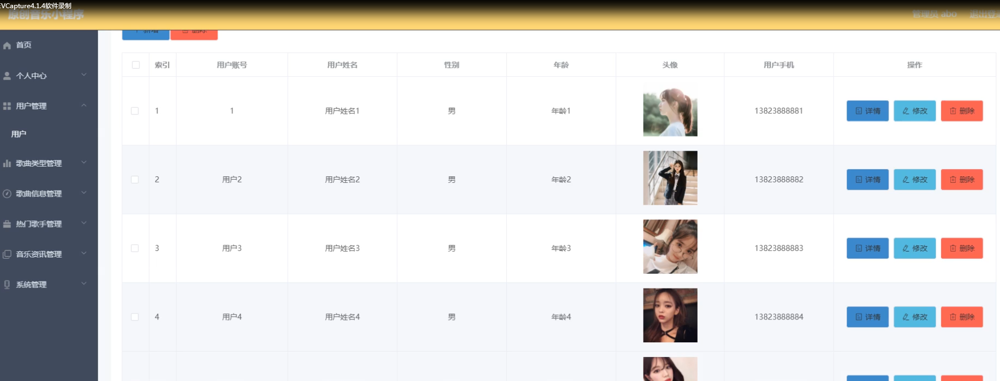 EVCapture4.1.4软件录制
原创音乐小程序
管理员 abo
退出登录
首页
个人中心
用户管理
用户
歌曲类型管理
歌曲信息管理
热门歌手管理
音乐资讯管理
系统管理
新增
删除
索引 用户账号 用户姓名 性别 年龄 头像 用户手机 操作
1 1 用户姓名1 男 年龄1 13823888881 详情 修改 删除
2 用户2 用户姓名2 男 年龄2 13823888882 详情 修改 删除
3 用户3 用户姓名3 男 年龄3 13823888883 详情 修改 删除
4 用户4 用户姓名4 男 年龄4 13823888884 详情 修改 删除